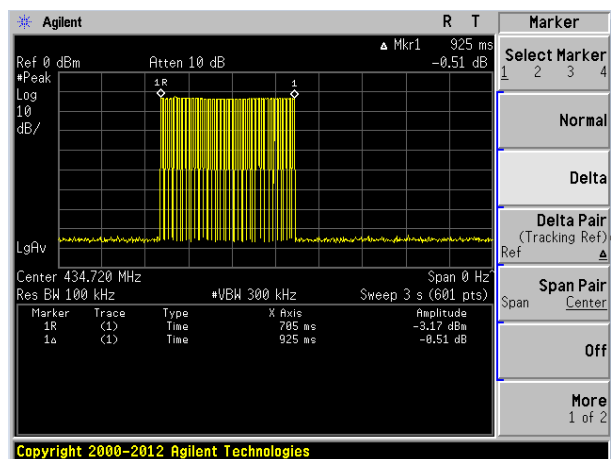 Agilent R T Marker
Δ Mkr1 925 ms
Ref 0 dBm Atten 10 dB -0.51 dB
#Peak
Log
10
dB/
1R 1
LgAv
Center 434.720 MHz Span 0 Hz
Res BW 100 kHz #VBW 300 kHz Sweep 3 s (601 pts)
Marker Trace Type X Axis Amplitude
1R (1) Time 705 ms -3.17 dBm
1Δ (1) Time 925 ms -0.51 dB
Select Marker
1 2 3 4
Normal
Delta
Delta Pair
(Tracking Ref)
Ref Δ
Span Pair
Span Center
Off
More
1 of 2
Copyright 2000-2012 Agilent Technologies